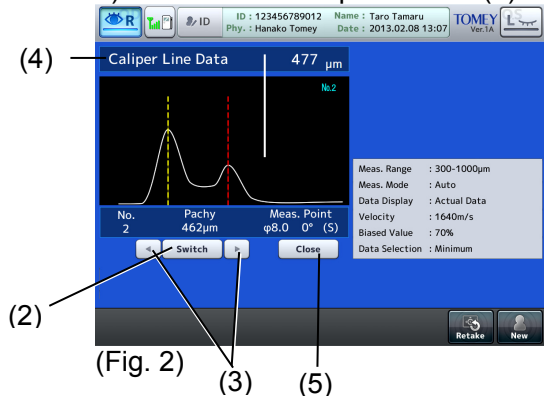 R
ID
ID : 123456789012 Name : Taro Tamaru
Phy. : Hanako Tomey Date : 2013.02.08 13:07
TOMEY
Ver.1A
L
(4)
Caliper Line Data 477 µm
No.2
Meas. Range : 300-1000µm
Meas. Mode : Auto
Data Display : Actual Data
Velocity : 1640m/s
Biased Value : 70%
Data Selection : Minimum
No. Pachy Meas. Point
2 462µm φ8.0 0° (S)
Switch
Close
(2)
Retake New
(Fig. 2)
(3)
(5)